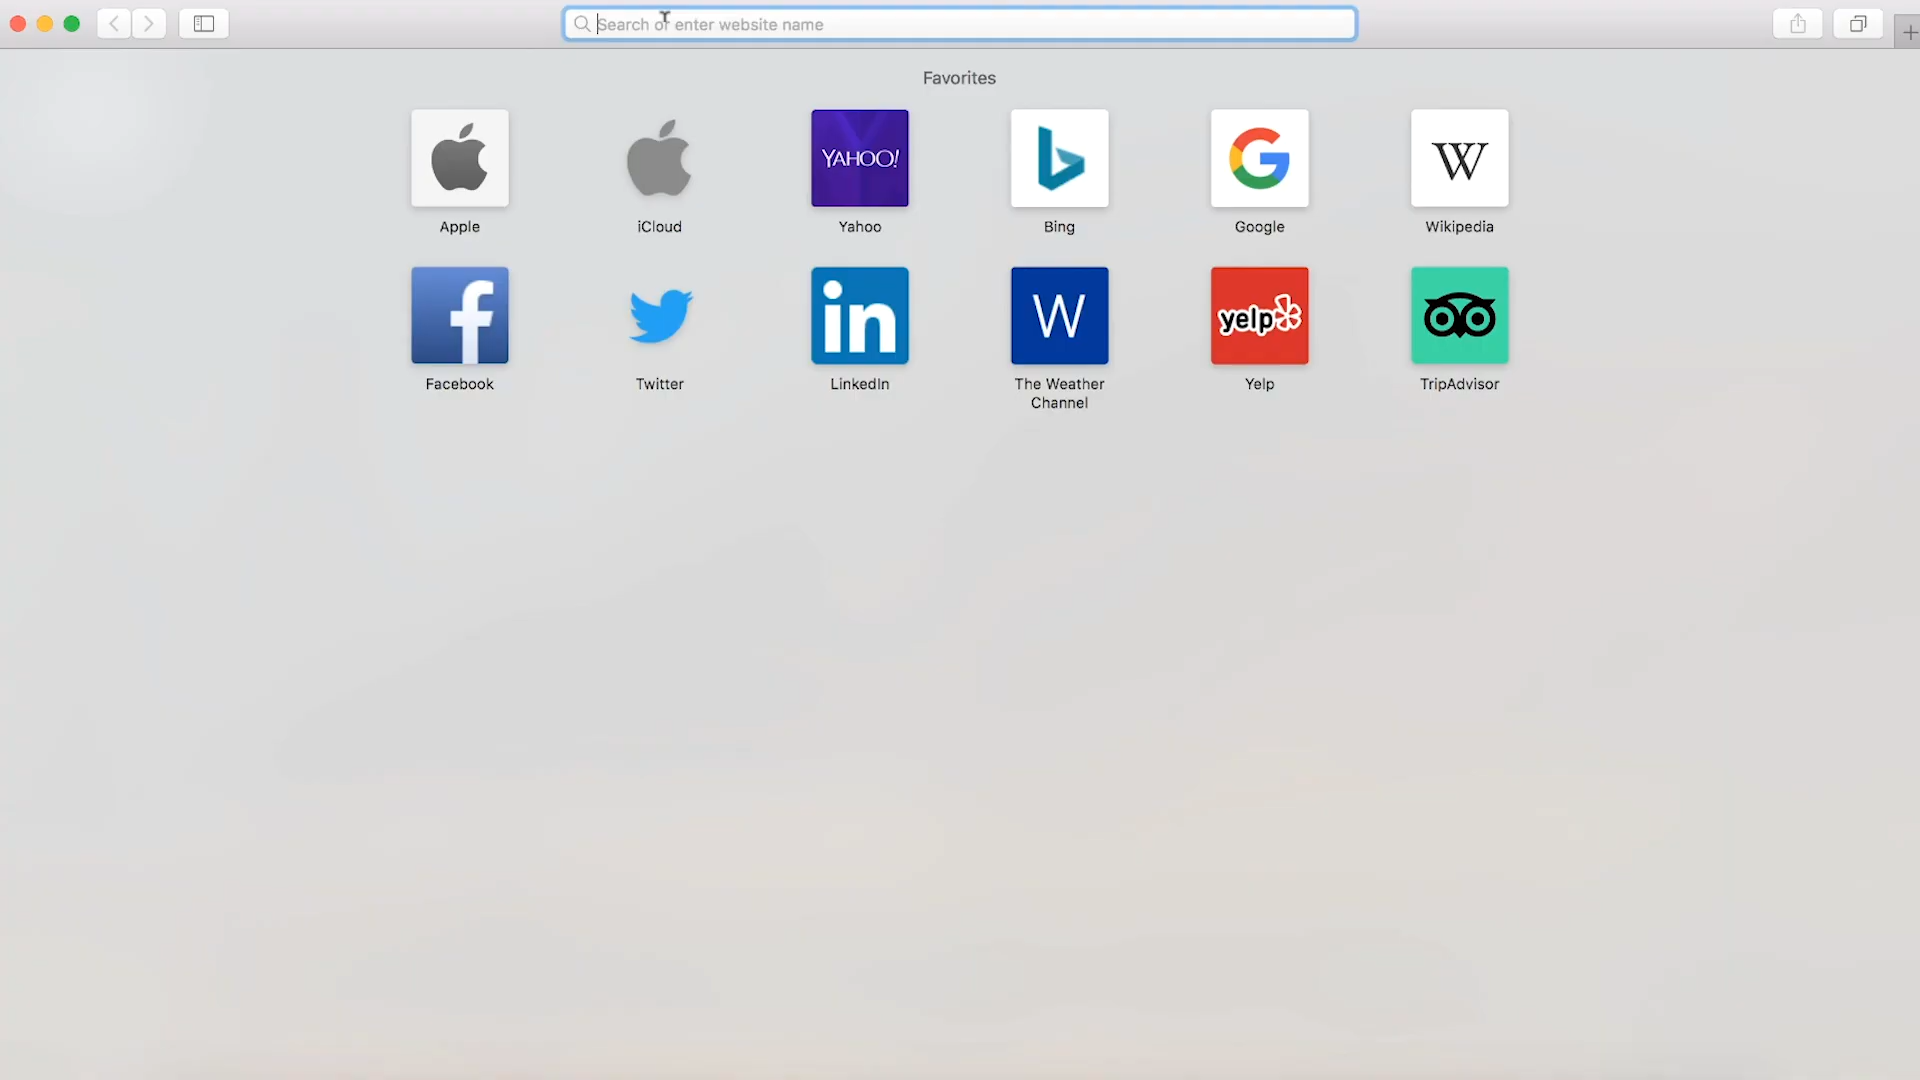 Search or enter website name
Favorites
YAHOO!
W
Apple
iCloud
Yahoo
Bing
Google
Wikipedia
f
in
W
yelp
Facebook
Twitter
LinkedIn
The Weather
Channel
Yelp
TripAdvisor